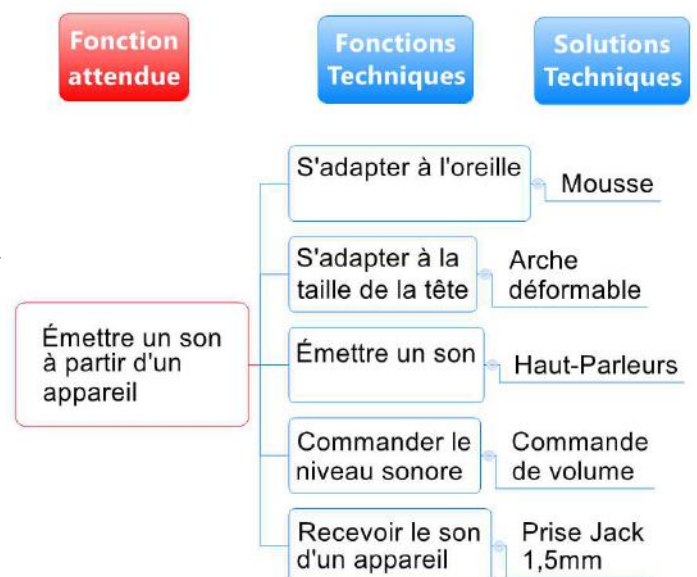 Fonction
attendue
Fonctions
Techniques
Solutions
Techniques
S'adapter à l'oreille
Mousse
S'adapter à la
taille de la tête
Arche
déformable
Émettre un son
à partir d'un
appareil
Émettre un son
Haut-Parleurs
Commander le
niveau sonore
Commande
de volume
Recevoir le son
d'un appareil
Prise Jack
1,5mm